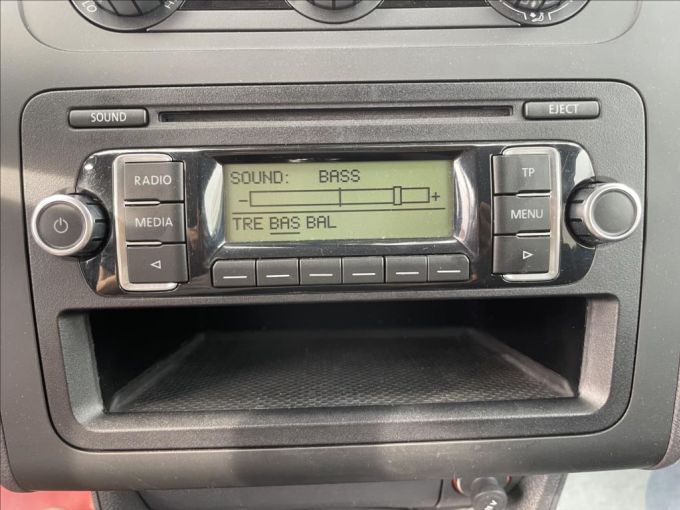 SOUND
EJECT
RADIO
MEDIA
SOUND: BASS
- +
TRE BAS BAL
TP
MENU